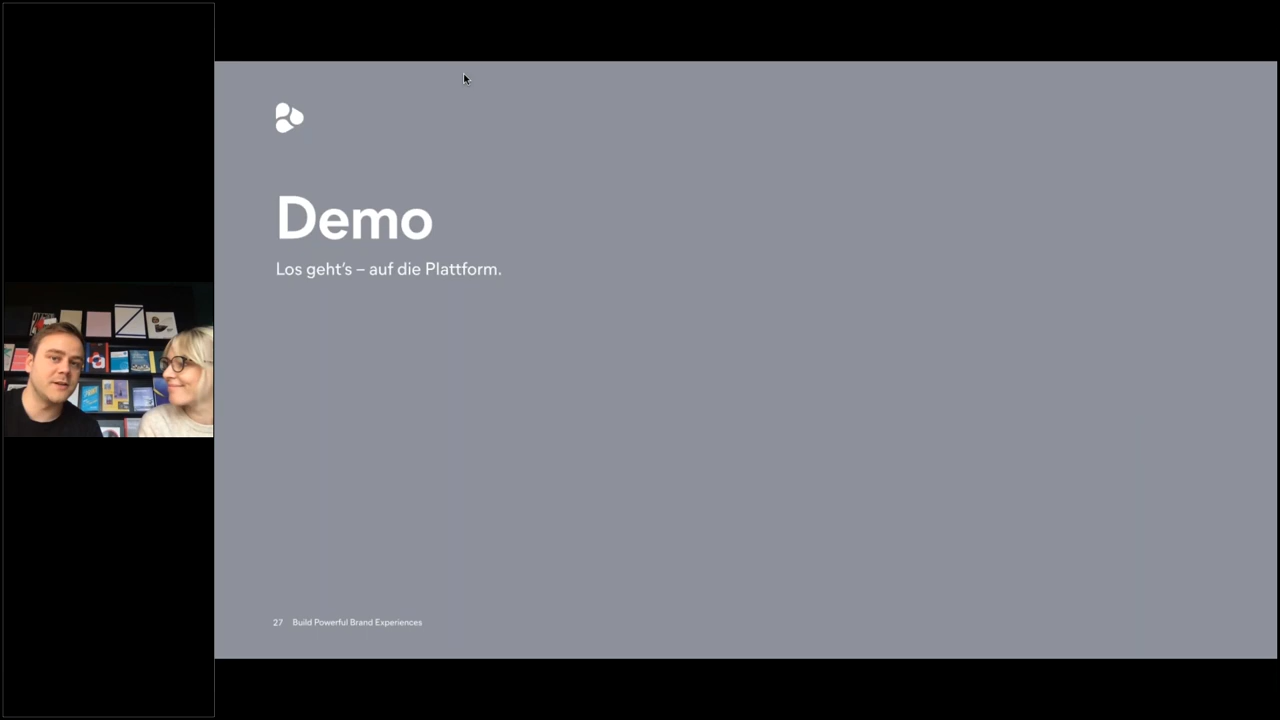 Demo
Los geht's – auf die Plattform.
27 Build Powerful Brand Experiences